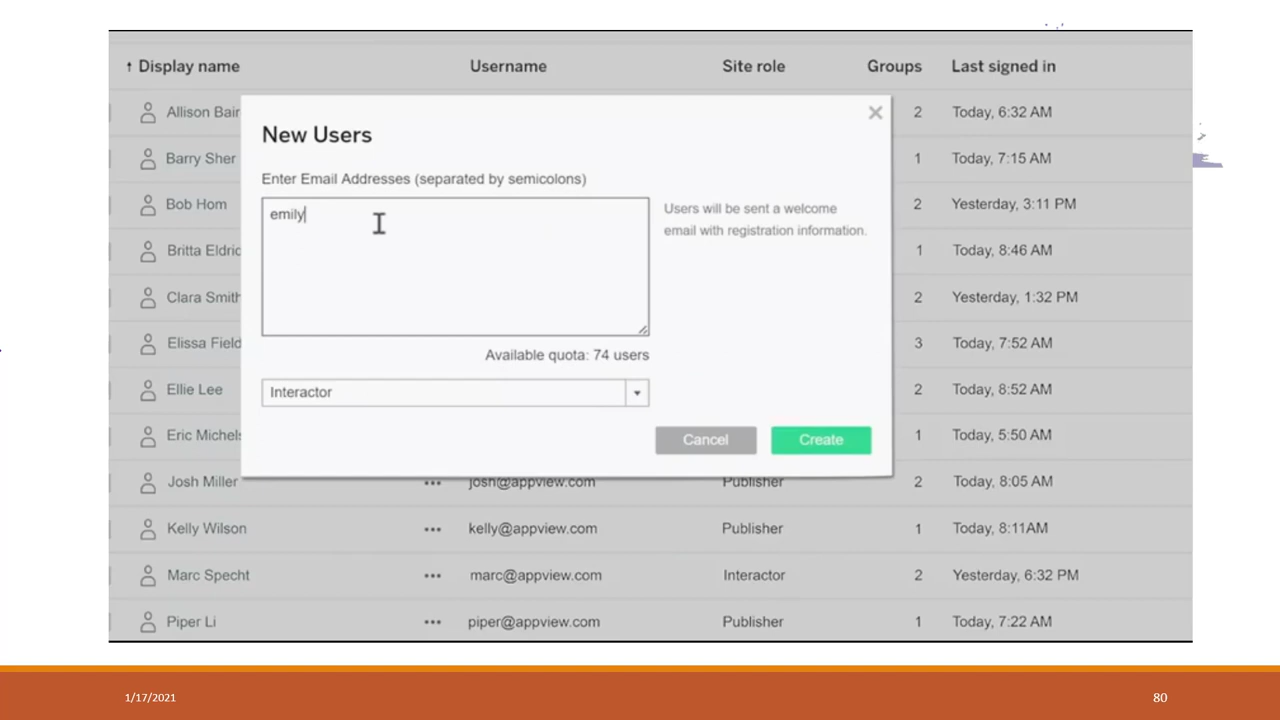 ↑ Display name Username Site role Groups Last signed in
Allison Bair 2 Today, 6:32 AM
Barry Sher 1 Today, 7:15 AM
Bob Hom 2 Yesterday, 3:11 PM
Britta Eldric 1 Today, 8:46 AM
Clara Smith 2 Yesterday, 1:32 PM
Elissa Field 3 Today, 7:52 AM
Ellie Lee 2 Today, 8:52 AM
Eric Michels 1 Today, 5:50 AM
New Users
Enter Email Addresses (separated by semicolons)
emily
Users will be sent a welcome
email with registration information.
Available quota: 74 users
Interactor
Cancel Create
Josh Miller ••• josh@appview.com Publisher 2 Today, 8:05 AM
Kelly Wilson ••• kelly@appview.com Publisher 1 Today, 8:11AM
Marc Specht ••• marc@appview.com Interactor 2 Yesterday, 6:32 PM
Piper Li ••• piper@appview.com Publisher 1 Today, 7:22 AM
1/17/2021 80